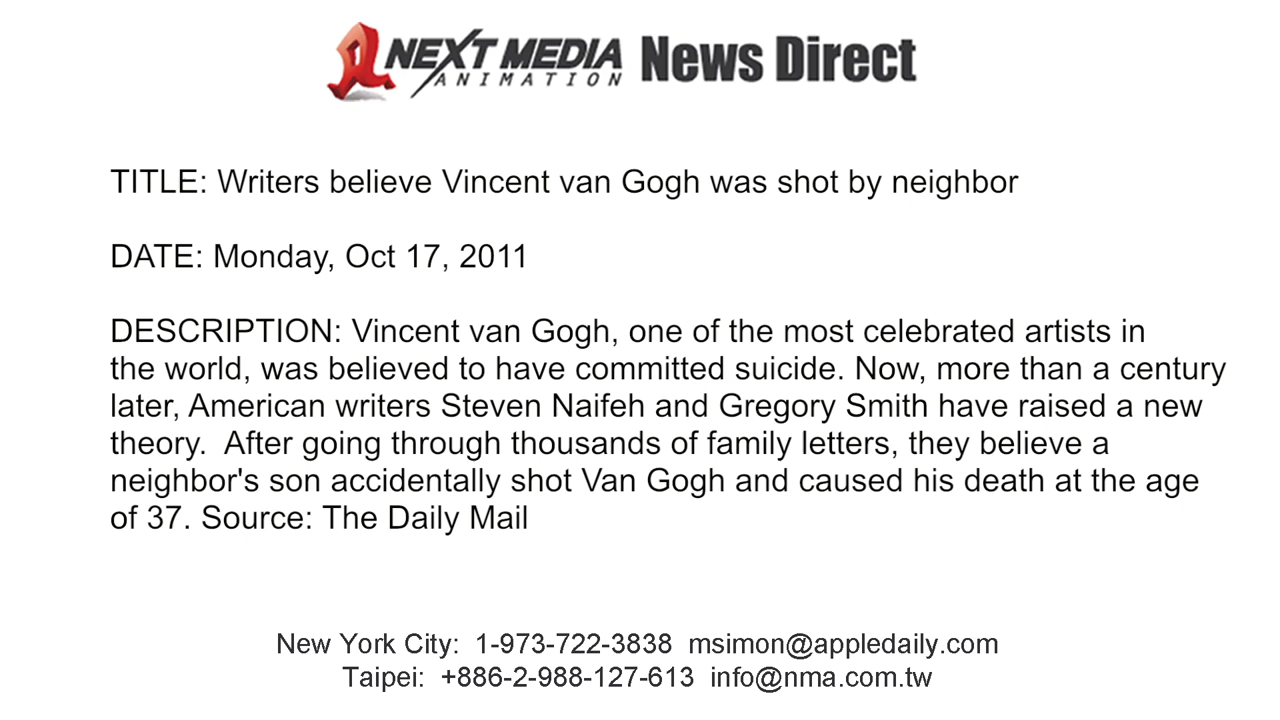 NEXT MEDIA
ANIMATION
News Direct
TITLE: Writers believe Vincent van Gogh was shot by neighbor
DATE: Monday, Oct 17, 2011
DESCRIPTION: Vincent van Gogh, one of the most celebrated artists in
the world, was believed to have committed suicide. Now, more than a century
later, American writers Steven Naifeh and Gregory Smith have raised a new
theory.  After going through thousands of family letters, they believe a
neighbor's son accidentally shot Van Gogh and caused his death at the age
of 37. Source: The Daily Mail
New York City:  1-973-722-3838  msimon@appledaily.com
Taipei:  +886-2-988-127-613  info@nma.com.tw